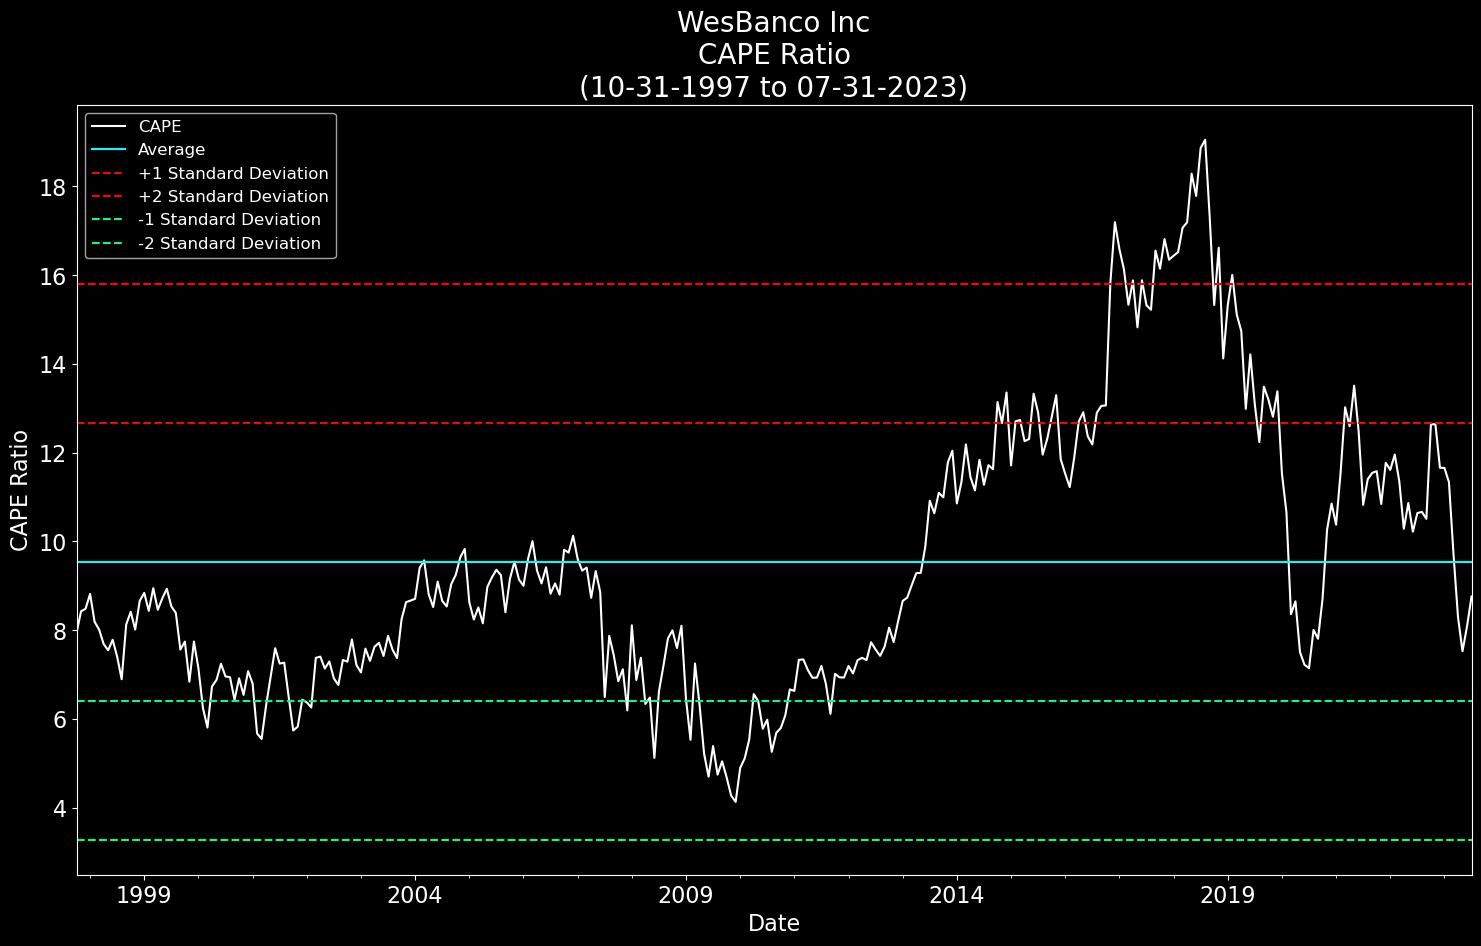 WesBanco Inc
CAPE Ratio
(10-31-1997 to 07-31-2023)
CAPE
Average
+1 Standard Deviation
+2 Standard Deviation
-1 Standard Deviation
-2 Standard Deviation
CAPE Ratio
18
16
14
12
10
8
6
4
1999
2004
2009
2014
2019
Date